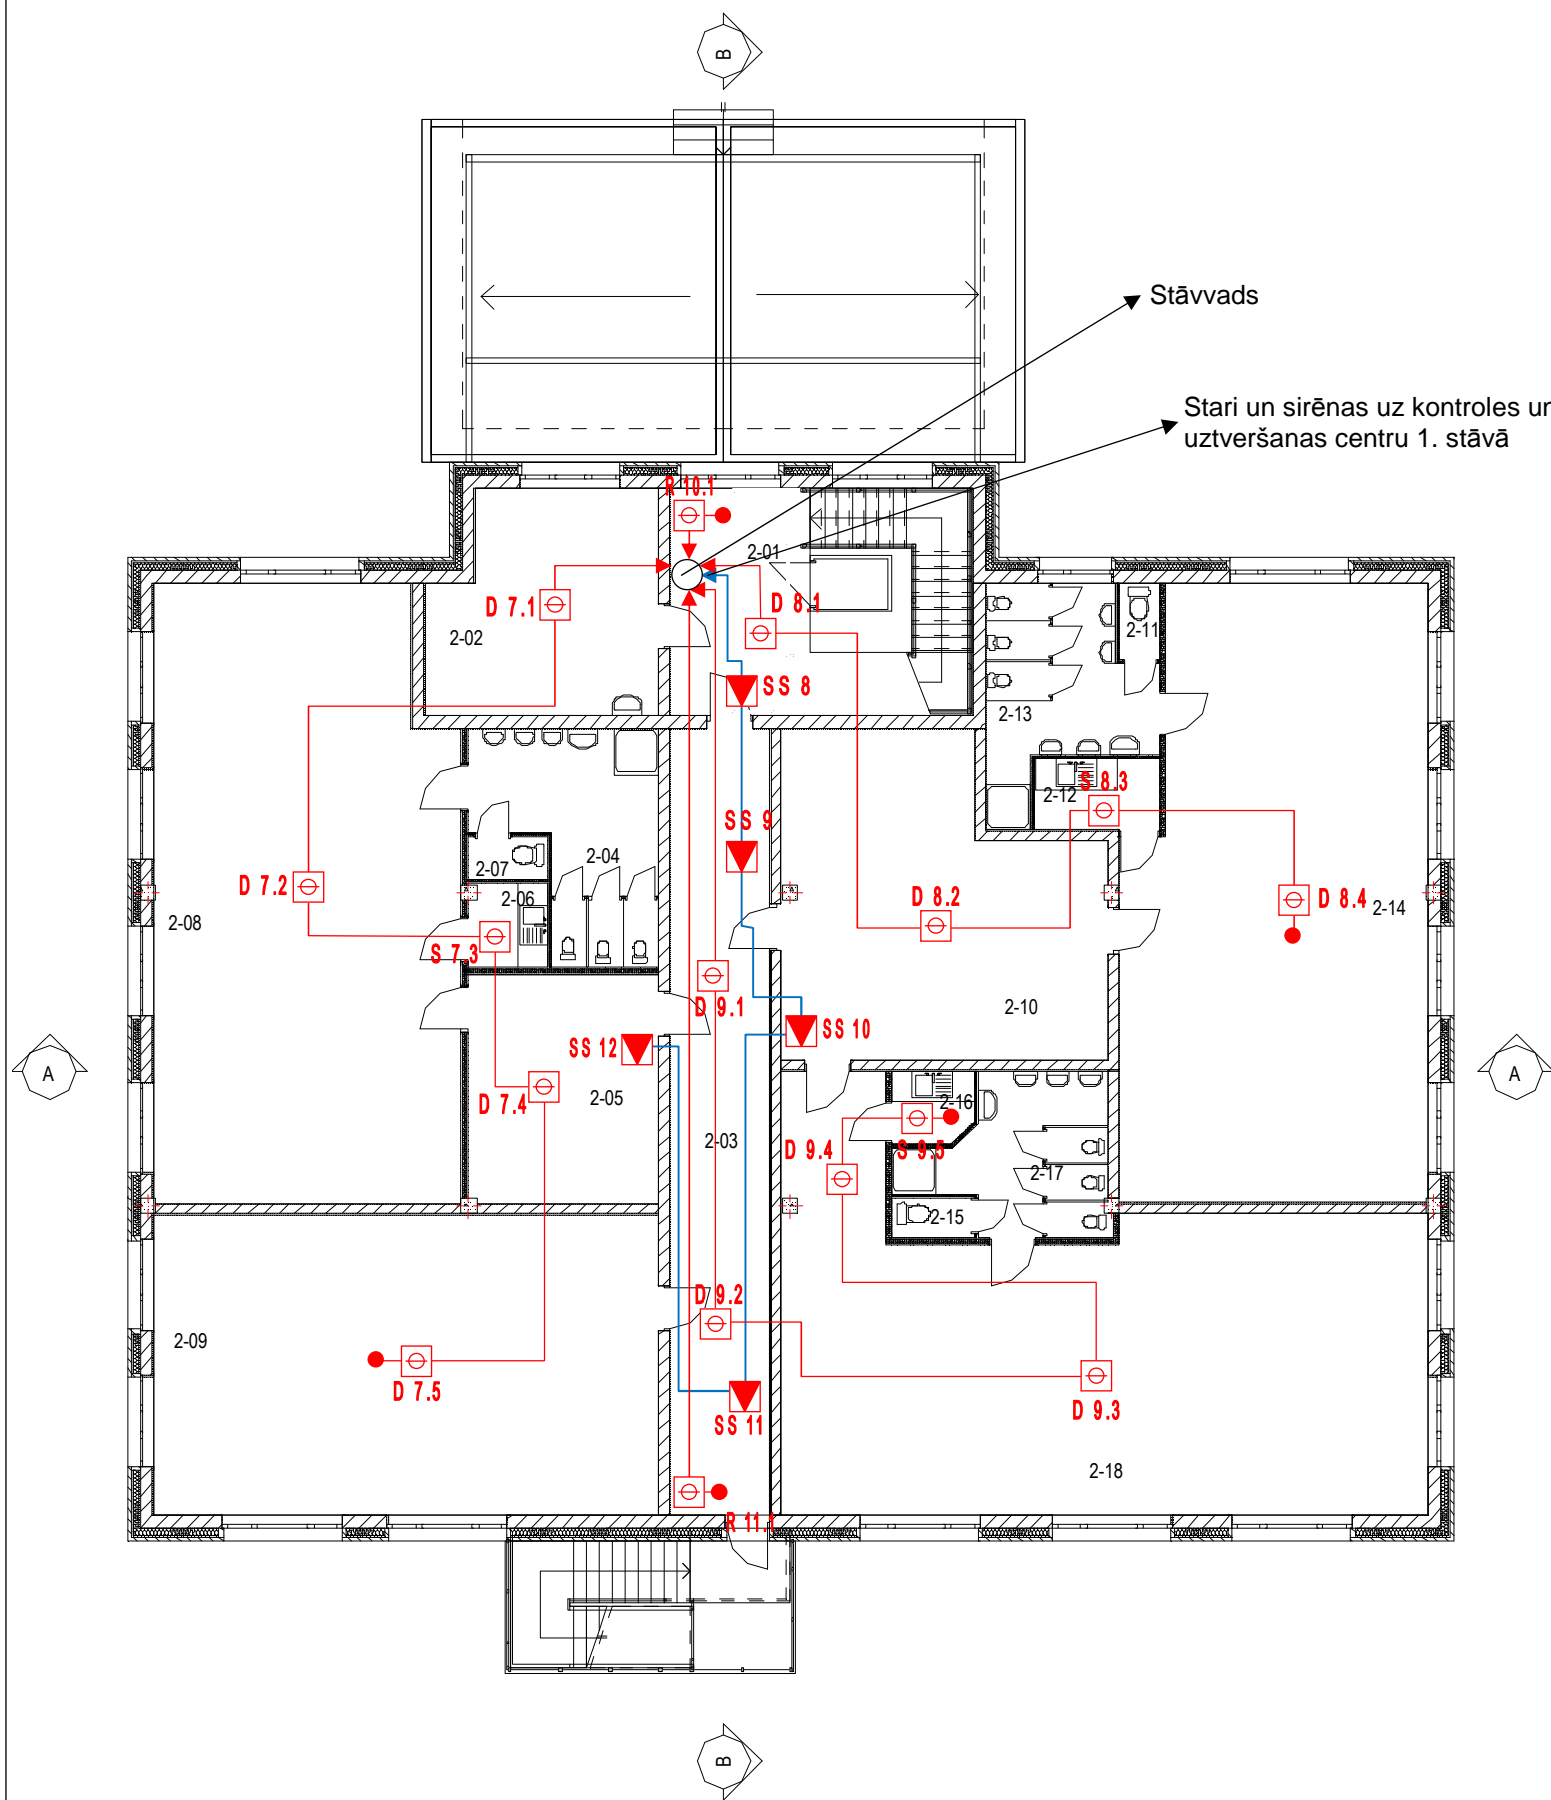 B
Stāvvads
Stari un sirēnas uz kontroles un
uztveršanas centru 1. stāvā
R 10.1
2-01
D 7.1
D 8.1
2-02
2-11
SS 8
2-13
S 8.3
2-12
SS 9
2-04
2-07
D 7.2
2-06
D 8.2
D 8.4
2-14
2-08
S 7.3
D 9.1
2-10
SS 10
SS 12
A
A
D 7.4
2-05
2-16
2-03
D 9.4
S 9.5
2-17
2-15
D 9.2
2-09
D 7.5
D 9.3
SS 11
2-18
R 11.1
B